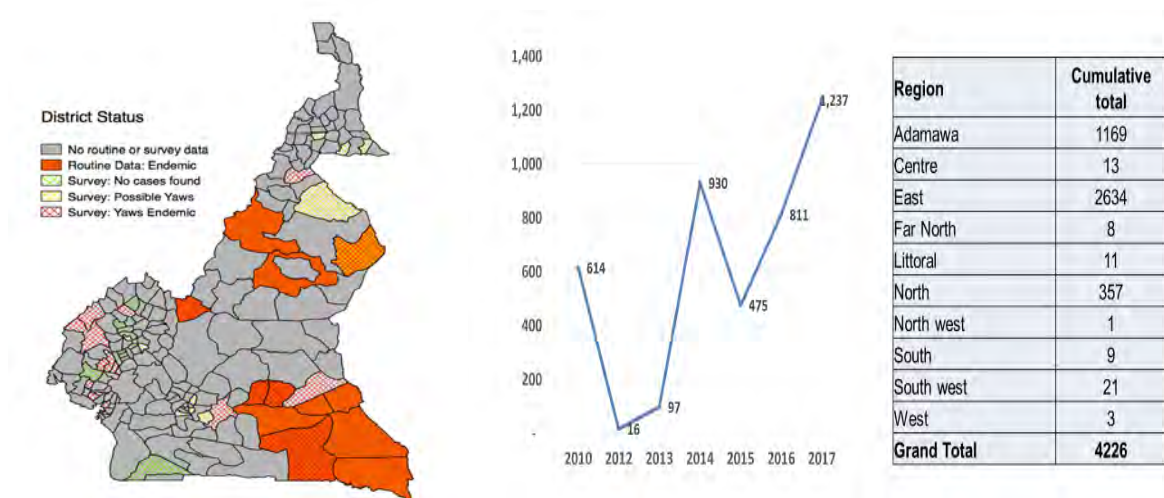 District Status
No routine or survey data
Routine Data: Endemic
Survey: No cases found
Survey: Possible Yaws
Survey: Yaws Endemic
1,400
1,200
1,000
800
600
400
200
-
614
16
97
930
475
811
1,237
2010 2012 2013 2014 2015 2016 2017
Region Cumulative total
Adamawa 1169
Centre 13
East 2634
Far North 8
Littoral 11
North 357
North west 1
South 9
South west 21
West 3
Grand Total 4226